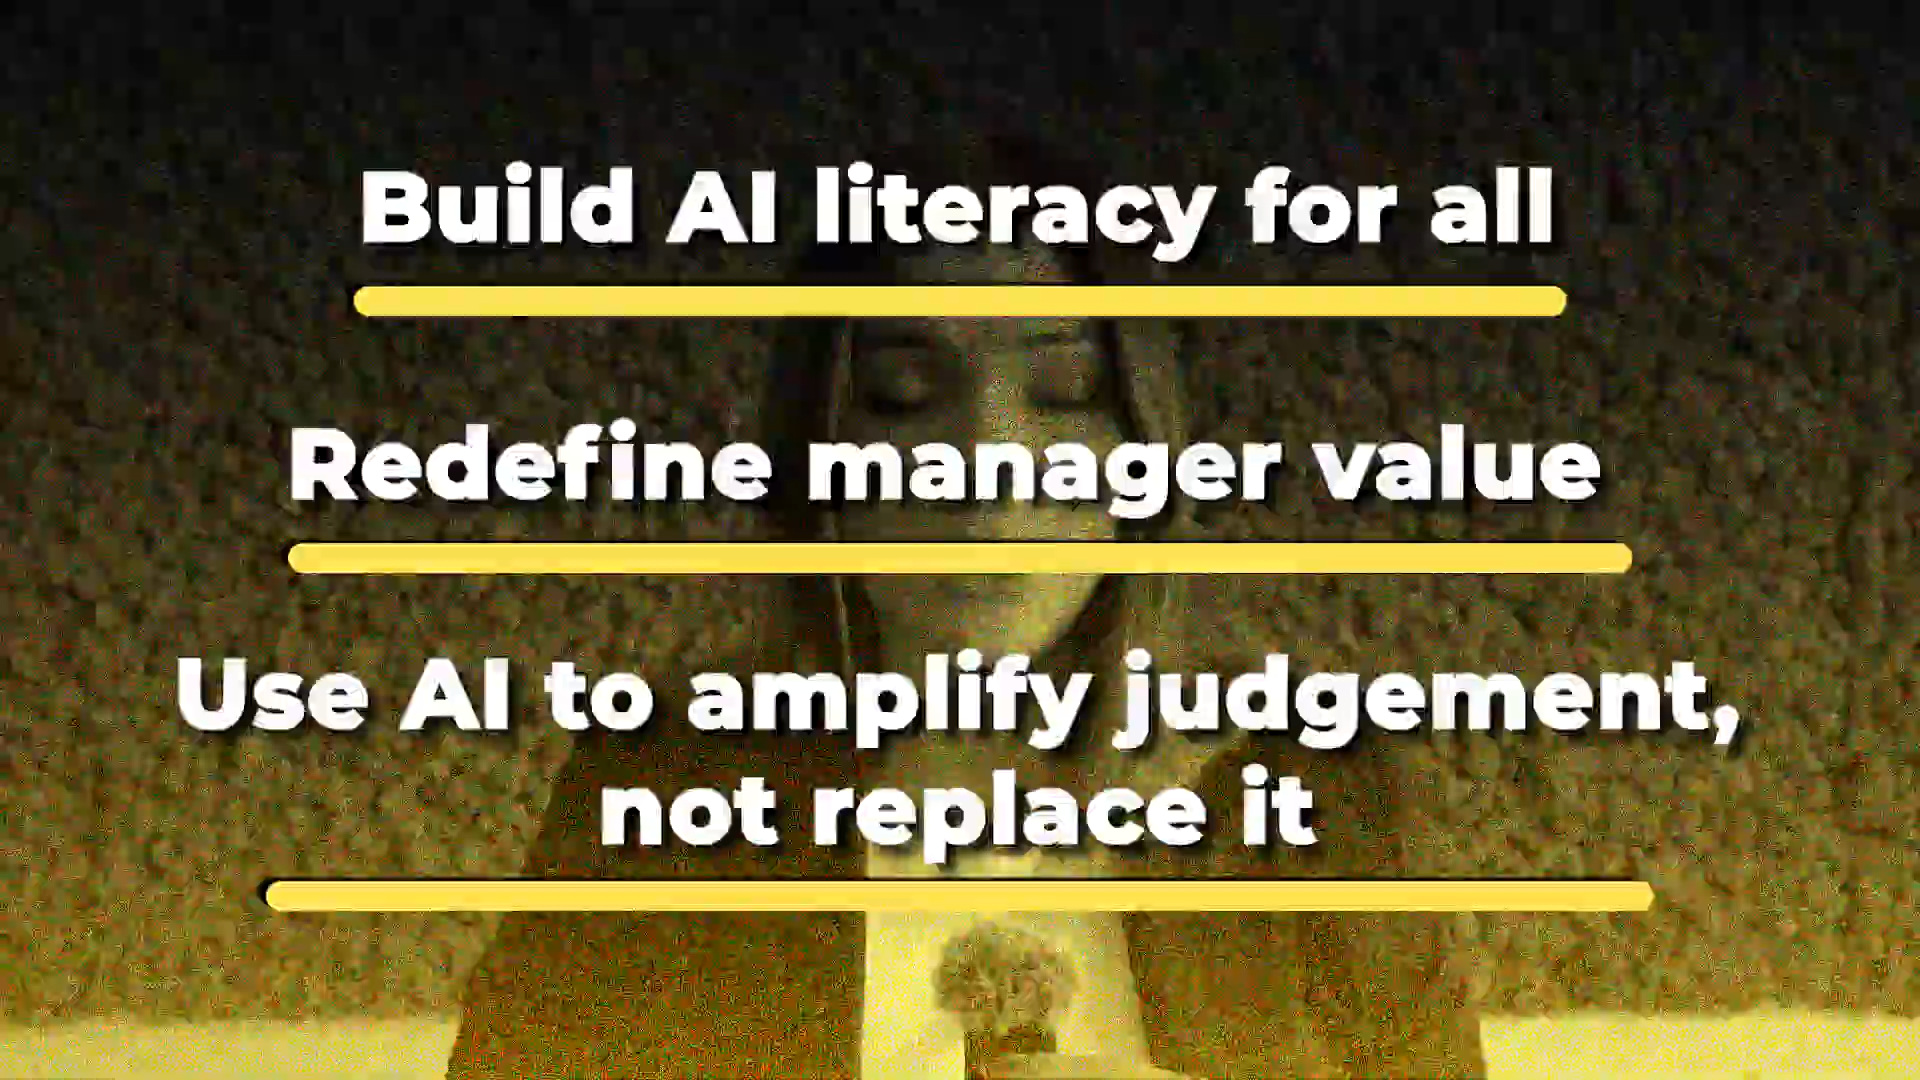 Build AI literacy for all
Redefine manager value
Use AI to amplify judgement,
not replace it